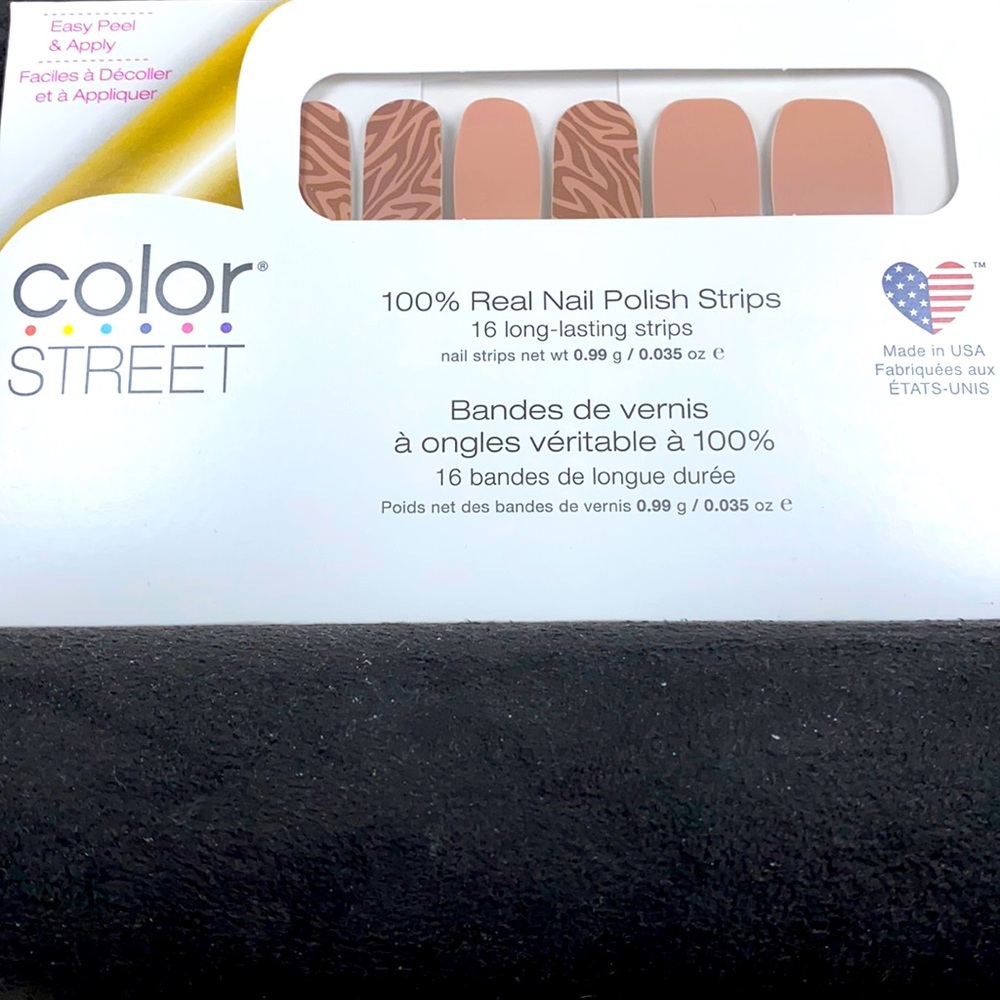 Easy Peel
& Apply
Faciles à Décoller
et à Appliquer
color®
STREET
100% Real Nail Polish Strips
16 long-lasting strips
nail strips net wt 0.99 g / 0.035 oz e
Bandes de vernis
à ongles véritable à 100%
16 bandes de longue durée
Poids net des bandes de vernis 0.99 g / 0.035 oz e
™
Made in USA
Fabriquées aux
ÉTATS-UNIS